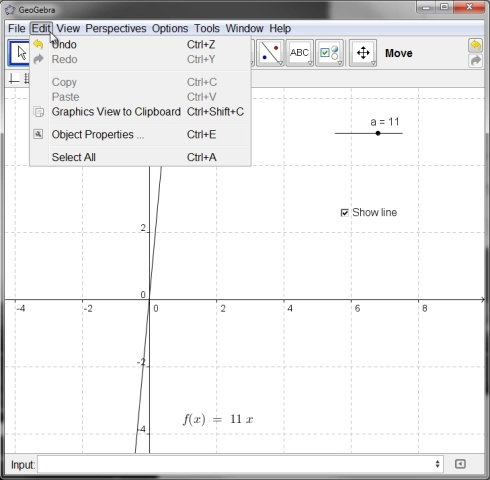 GeoGebra
File Edit View Perspectives Options Tools Window Help
Undo Ctrl+Z
Redo Ctrl+Y
Copy Ctrl+C
Paste Ctrl+V
Graphics View to Clipboard Ctrl+Shift+C
Object Properties ... Ctrl+E
Select All Ctrl+A
ABC
Move
a = 11
Show line
2
0
-4 -2 0 2 4 6 8
-2
-4
f(x) = 11 x
Input: